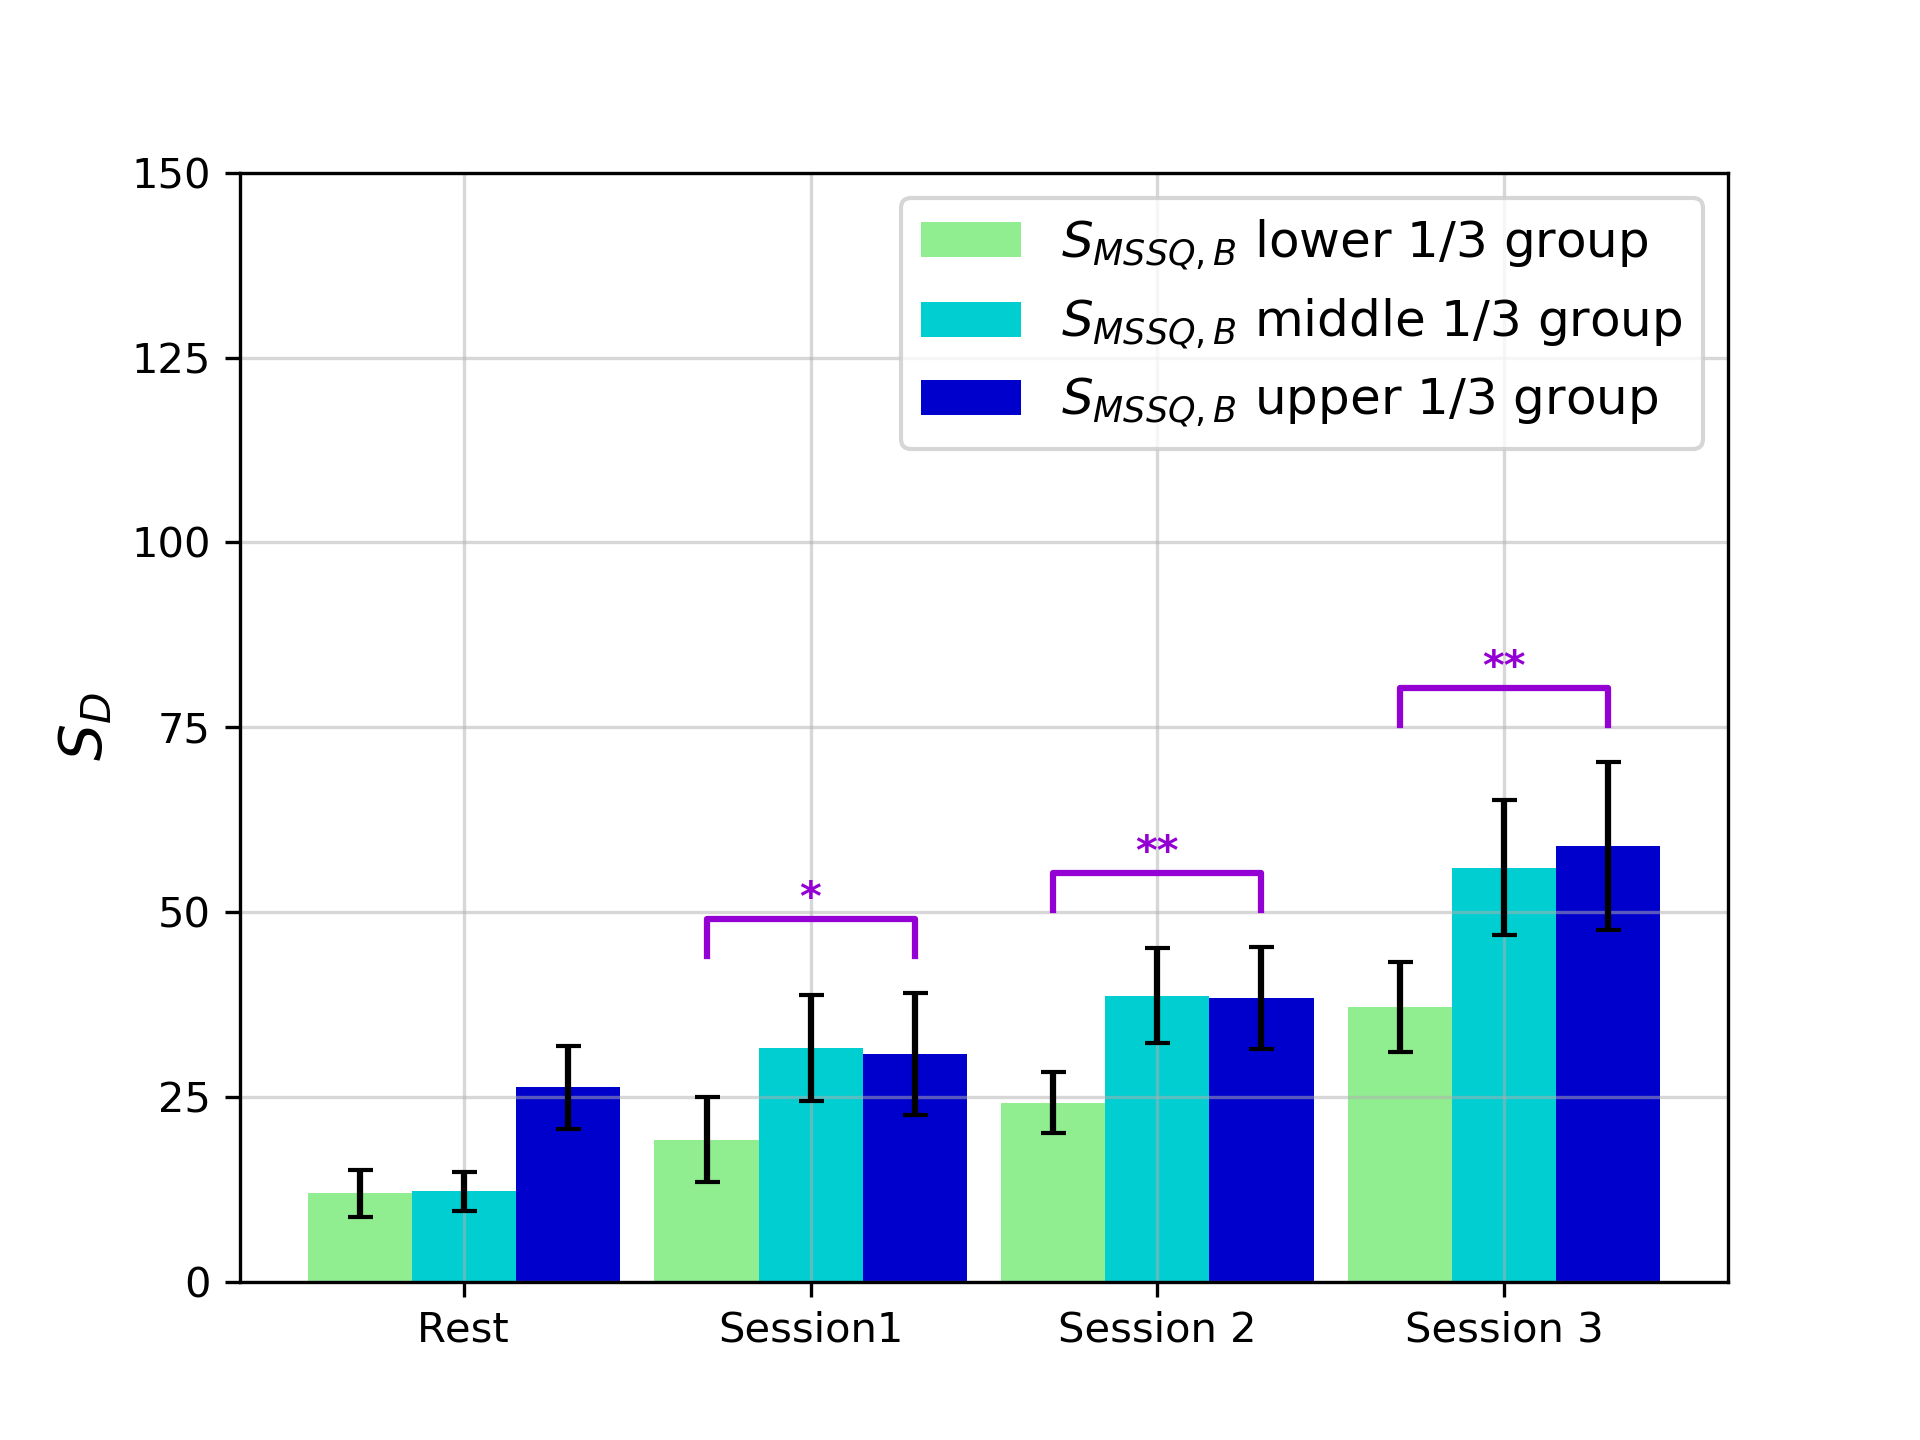 150
125
100
75
50
25
0
S_D
S_MSSQ,B lower 1/3 group
S_MSSQ,B middle 1/3 group
S_MSSQ,B upper 1/3 group
*
**
**
Rest
Session1
Session 2
Session 3